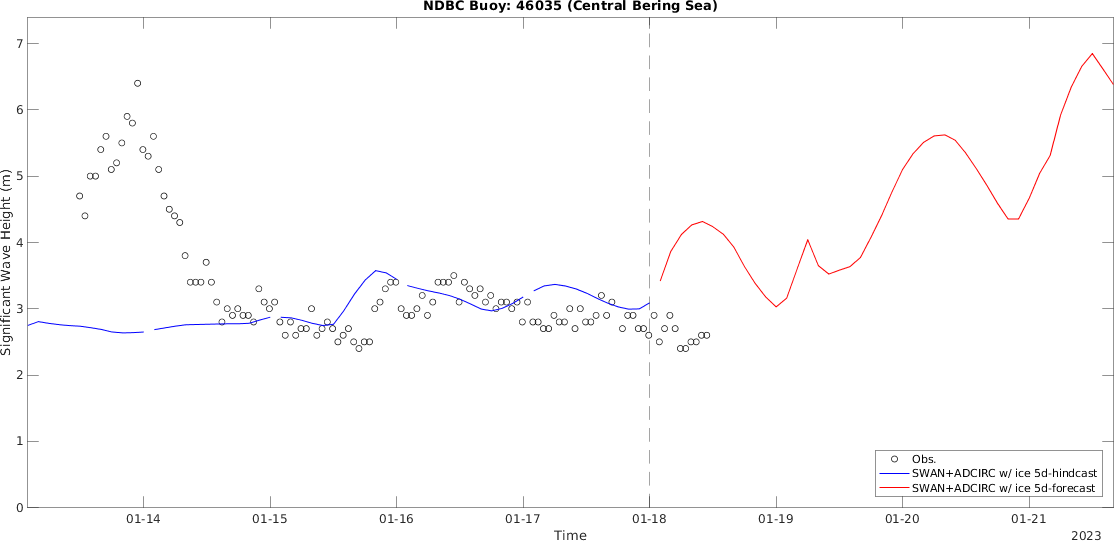 NDBC Buoy: 46035 (Central Bering Sea)
Significant Wave Height (m)
7
6
5
4
3
2
1
0
01-14
01-15
01-16
01-17
01-18
01-19
01-20
01-21
Time
2023
Obs.
SWAN+ADCIRC w/ ice 5d-hindcast
SWAN+ADCIRC w/ ice 5d-forecast